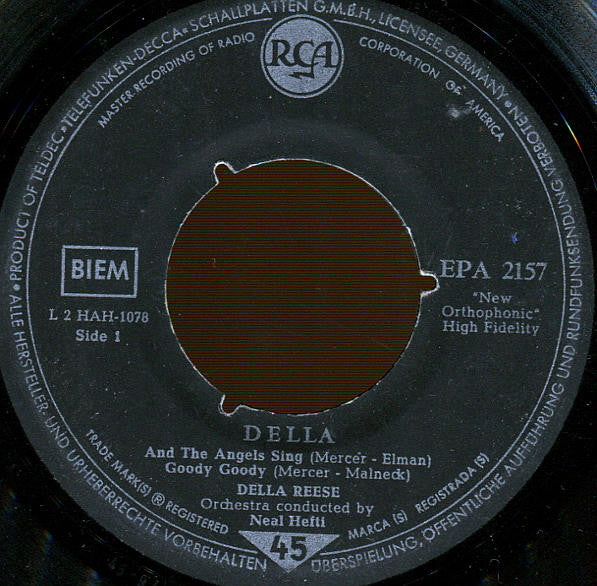 • PRODUCT OF TELDEC • TELEFUNKEN-DECCA • SCHALLPLATTEN G.M.B.H., LICENSEE, GERMANY •
ALLE HERSTELLER- UND URHEBERRECHTE VORBEHALTEN
ÜBERSPIELUNG, ÖFFENTLICHE AUFFÜHRUNG UND RUNDFUNKSENDUNG VERBOTEN
MASTER RECORDING OF RADIO CORPORATION OF AMERICA
RCA
BIEM
L 2 HAH-1078
Side 1
EPA 2157
"New
Orthophonic"
High Fidelity
DELLA
And The Angels Sing (Mercer - Elman)
Goody Goody (Mercer - Malneck)
DELLA REESE
Orchestra conducted by
Neal Hefti
TRADE MARK(S) ® REGISTERED
MARCA (S) REGISTRADA (S)
45